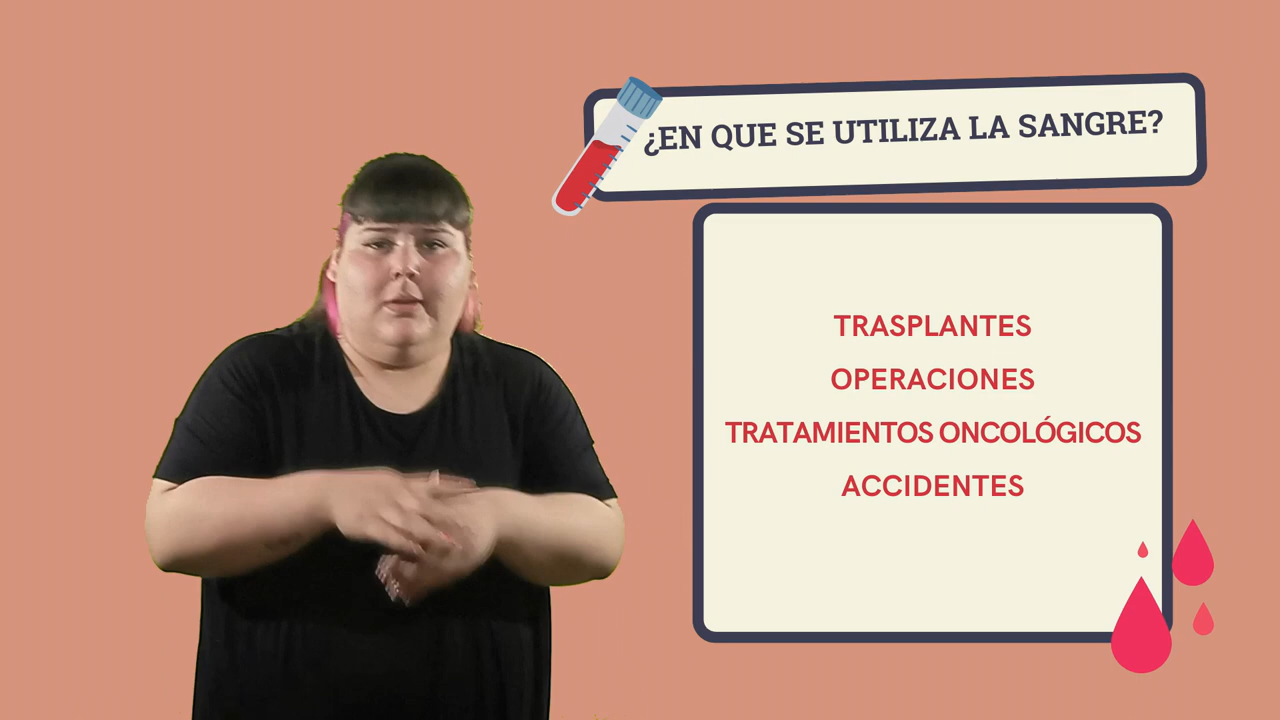 ¿EN QUE SE UTILIZA LA SANGRE?
TRASPLANTES
OPERACIONES
TRATAMIENTOS ONCOLÓGICOS
ACCIDENTES